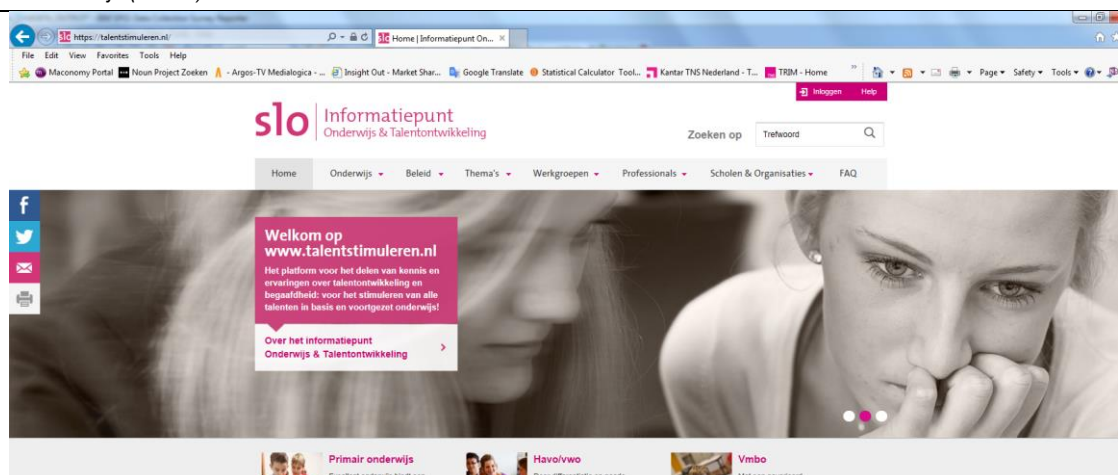 https://talentstimuleren.nl/
Home | Informatiepunt On...
File Edit View Favorites Tools Help
Maconomy Portal Noun Project Zoeken - Argos-TV Medialogica - ... Insight Out - Market Shar... Google Translate Statistical Calculator Tool... Kantar TNS Nederland - T... TRIM - Home Page Safety Tools
Inloggen Help
slo Informatiepunt
Onderwijs & Talentontwikkeling
Zoeken op Trefwoord
Home Onderwijs Beleid Thema's Werkgroepen Professionals Scholen & Organisaties FAQ
Welkom op
www.talentstimuleren.nl
Het platform voor het delen van kennis en
ervaringen over talentontwikkeling en
begaafdheid: voor het stimuleren van alle
talenten in basis en voortgezet onderwijs!
Over het informatiepunt
Onderwijs & Talentontwikkeling
Primair onderwijs Havo/vwo Vmbo